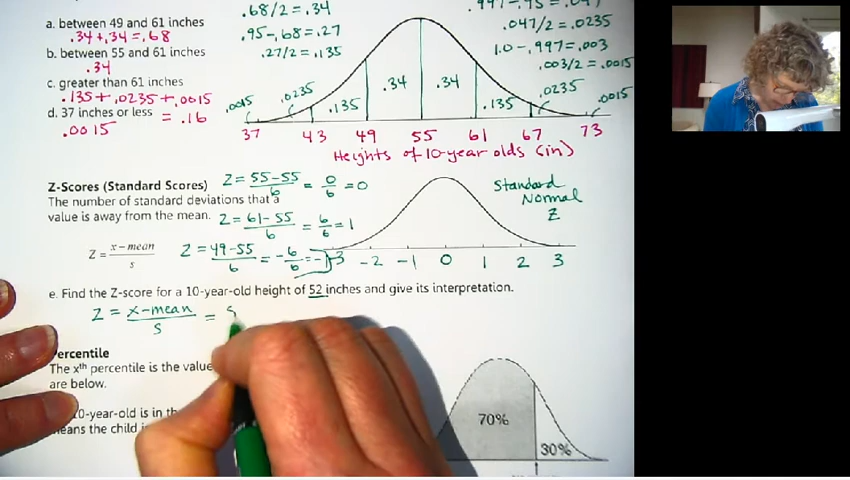 a. between 49 and 61 inches
.34+.34=.68
b. between 55 and 61 inches
.34
c. greater than 61 inches
.135+.0235+.0015
d. 37 inches or less = .16
.0015
.68/2=.34
.95-.68=.27
.27/2=.135
.047/2=.0235
1.0-.997=.003
.003/2=.0015
.0015 .0235 .135 .34 .34 .135 .0235 .0015
37 43 49 55 61 67 73
Heights of 10-year olds (in)
Z-Scores (Standard Scores)
The number of standard deviations that a
value is away from the mean.
Z = x-mean / s
Z = 55-55 / 6 = 0/6 = 0
Z = 61-55 / 6 = 6/6 = 1
Z = 49-55 / 6 = -6/6 = -1
Standard
Normal
Z
-3 -2 -1 0 1 2 3
e. Find the Z-score for a 10-year-old height of 52 inches and give its interpretation.
Z = x-mean / s =
Percentile
The xth percentile is the value
are below.
10-year-old is in th
means the child i
70%
30%